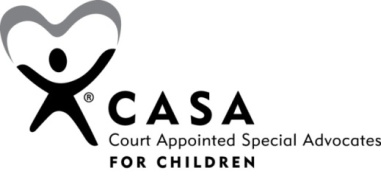 ® CASA
Court Appointed Special Advocates
FOR CHILDREN